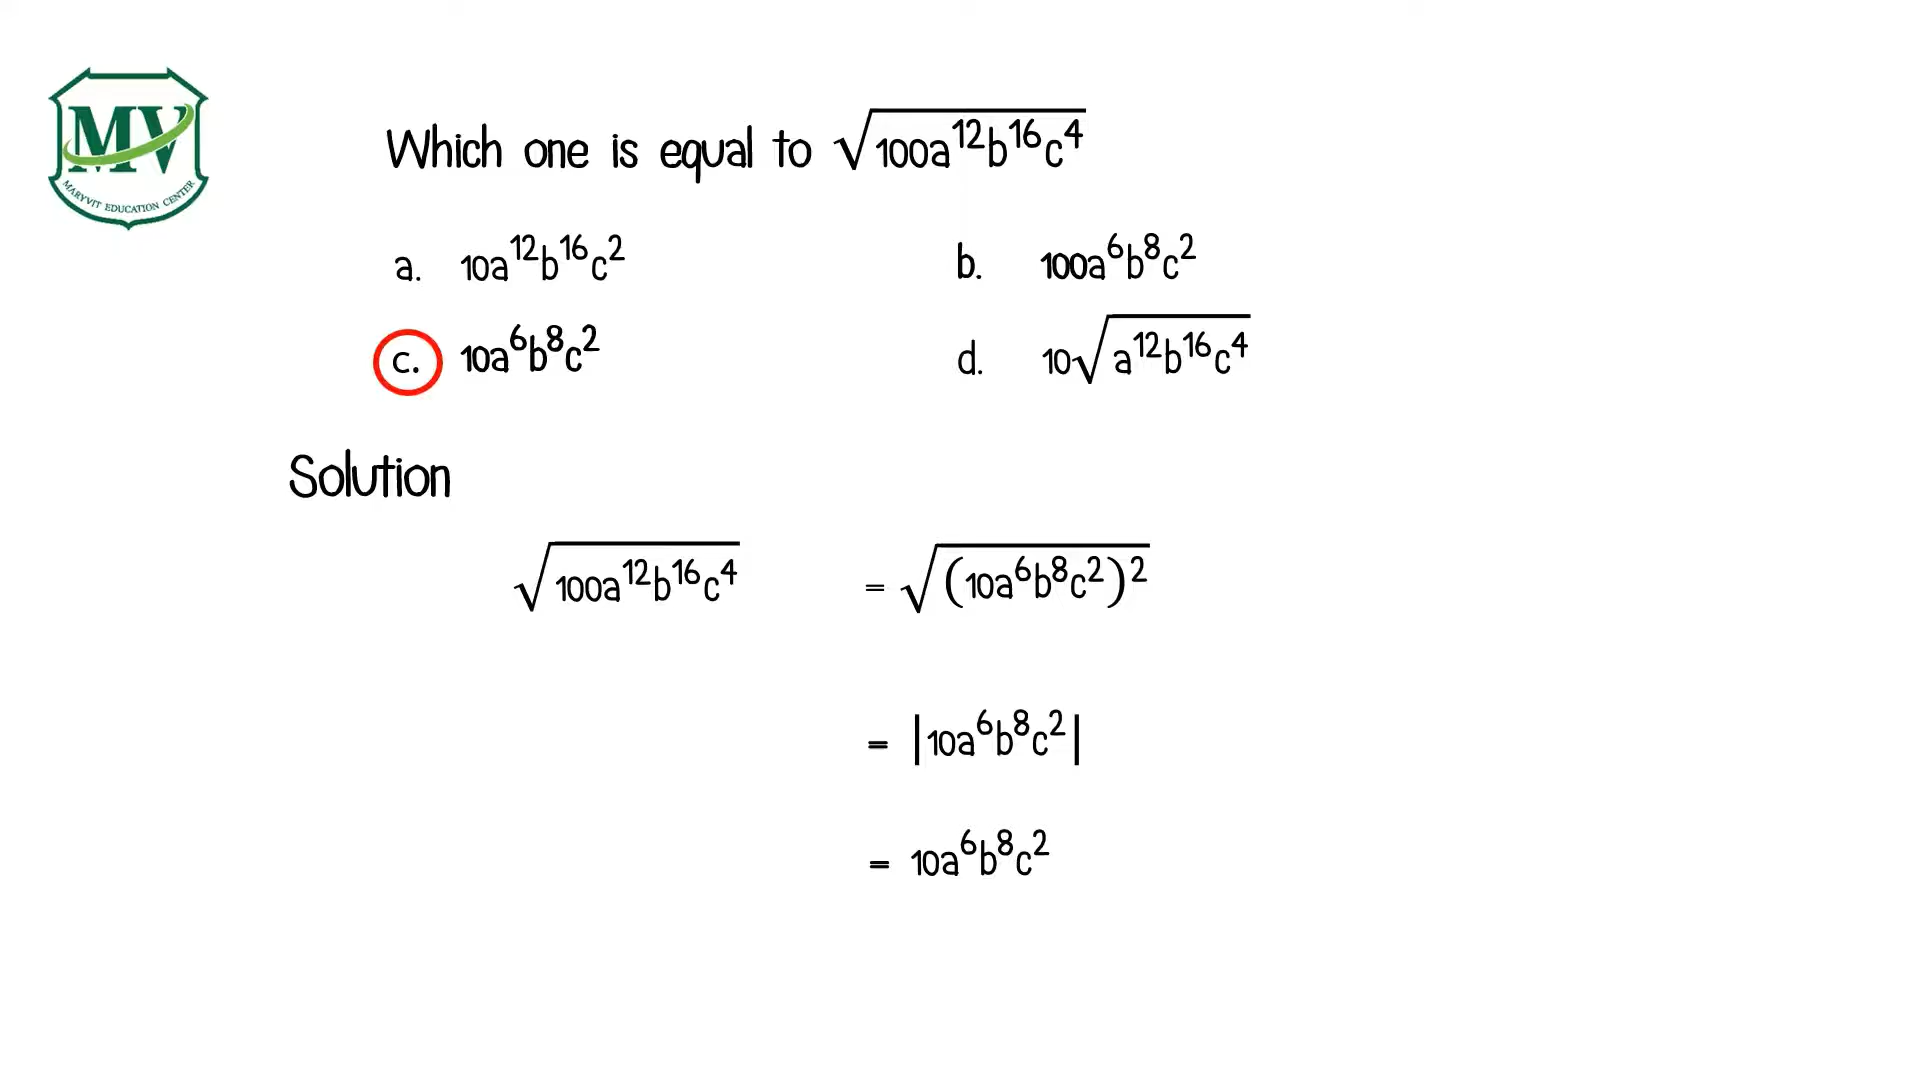 MV
MARYVIT EDUCATION CENTER
Which one is equal to √(100a¹²b¹⁶c⁴)
a. 10a¹²b¹⁶c² b. 100a⁶b⁸c²
c. 10a⁶b⁸c² d. 10√(a¹²b¹⁶c⁴)
Solution
√(100a¹²b¹⁶c⁴) = √((10a⁶b⁸c²)²)
= |10a⁶b⁸c²|
= 10a⁶b⁸c²